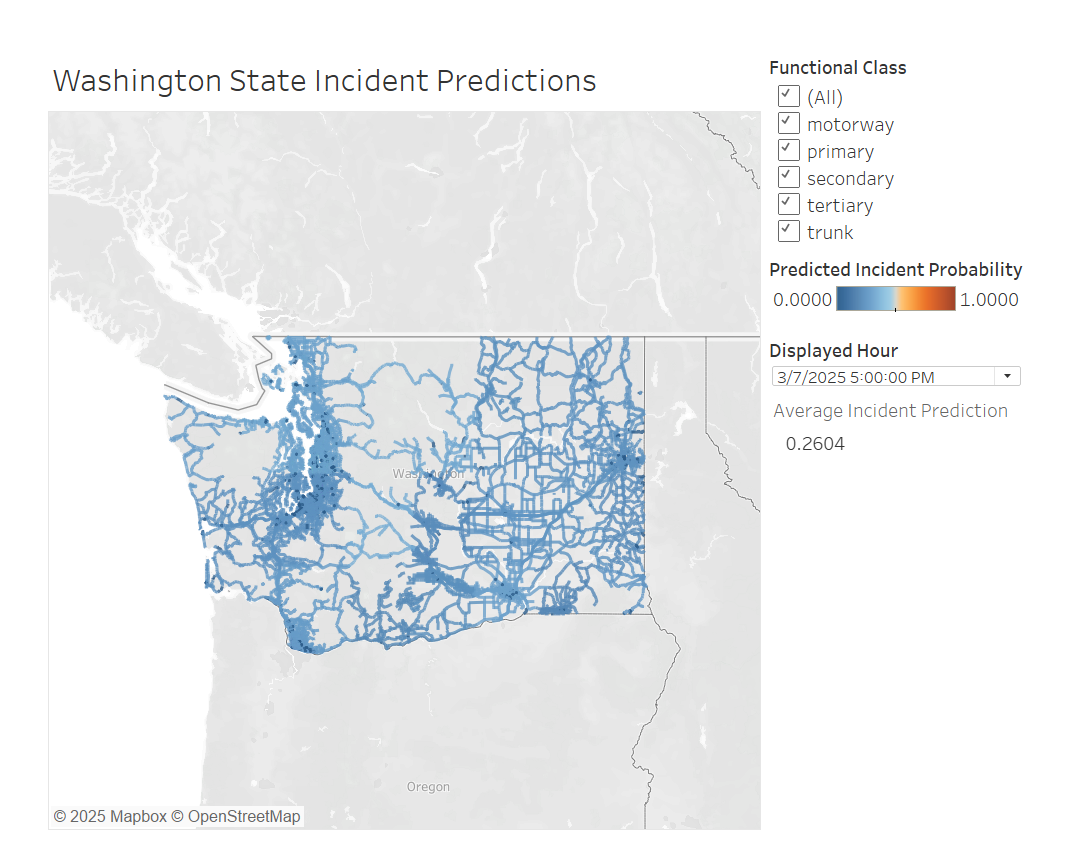 Washington State Incident Predictions
Functional Class
(All)
motorway
primary
secondary
tertiary
trunk
Predicted Incident Probability
0.0000 1.0000
Displayed Hour
3/7/2025 5:00:00 PM
Average Incident Prediction
0.2604
Washington
Oregon
© 2025 Mapbox © OpenStreetMap